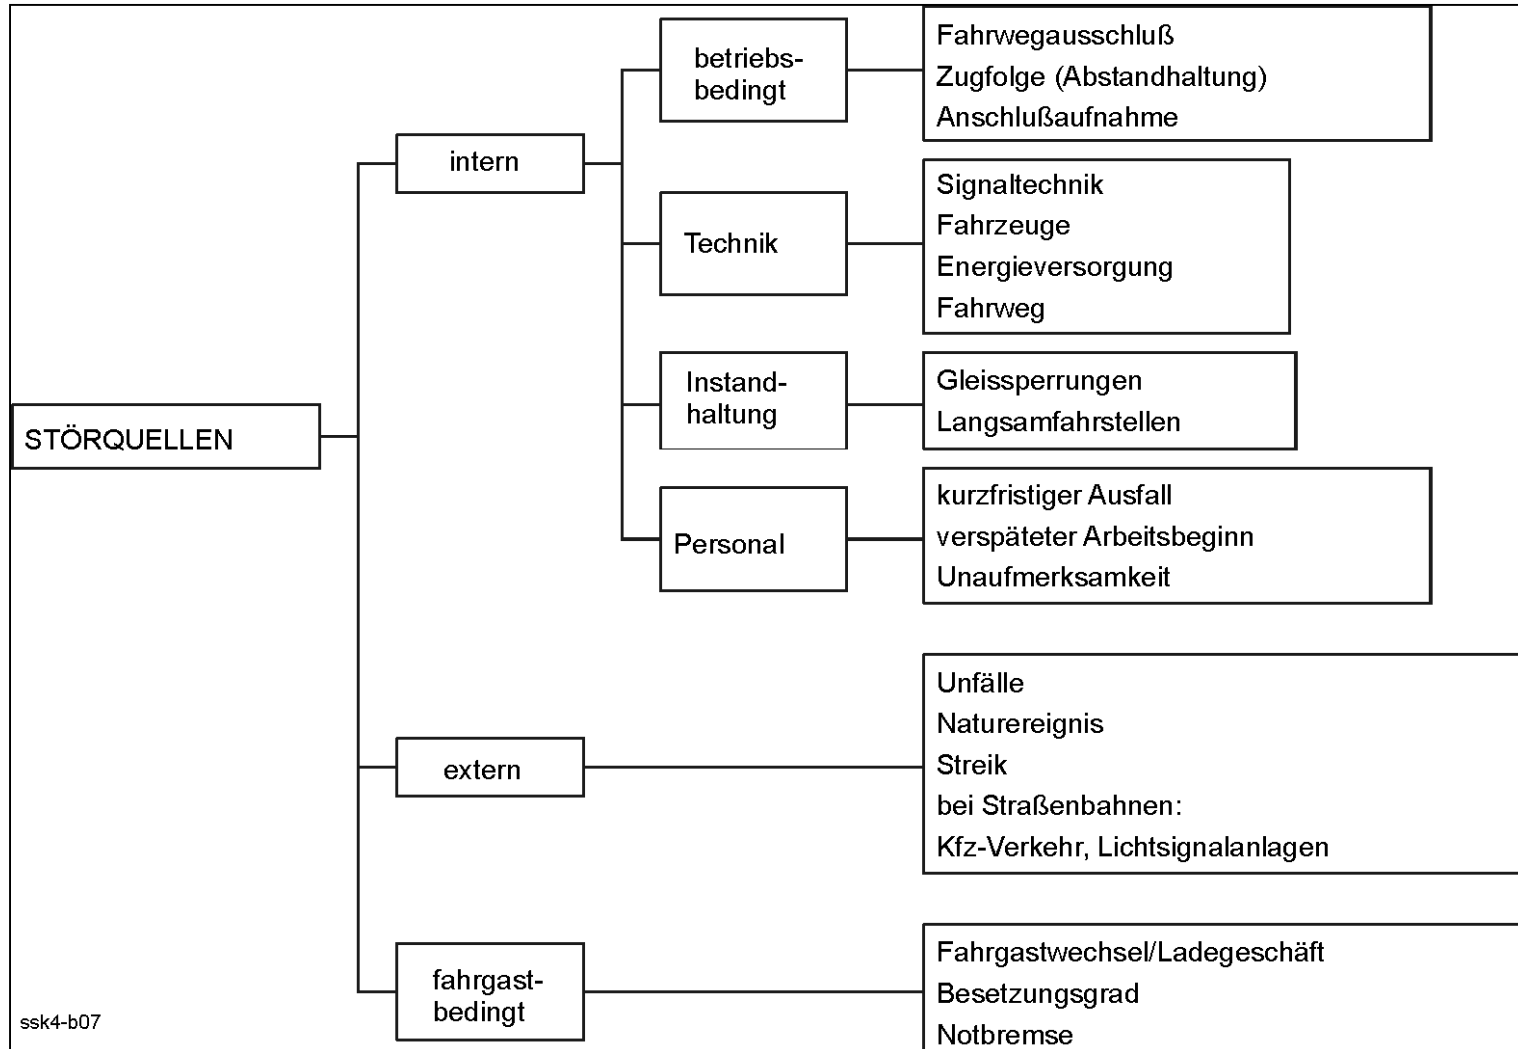 STÖRQUELLEN
intern
betriebs-
bedingt
Fahrwegausschluß
Zugfolge (Abstandhaltung)
Anschlußaufnahme
Technik
Signaltechnik
Fahrzeuge
Energieversorgung
Fahrweg
Instand-
haltung
Gleissperrungen
Langsamfahrstellen
Personal
kurzfristiger Ausfall
verspäteter Arbeitsbeginn
Unaufmerksamkeit
extern
Unfälle
Naturereignis
Streik
bei Straßenbahnen:
Kfz-Verkehr, Lichtsignalanlagen
fahrgast-
bedingt
Fahrgastwechsel/Ladegeschäft
Besetzungsgrad
Notbremse
ssk4-b07